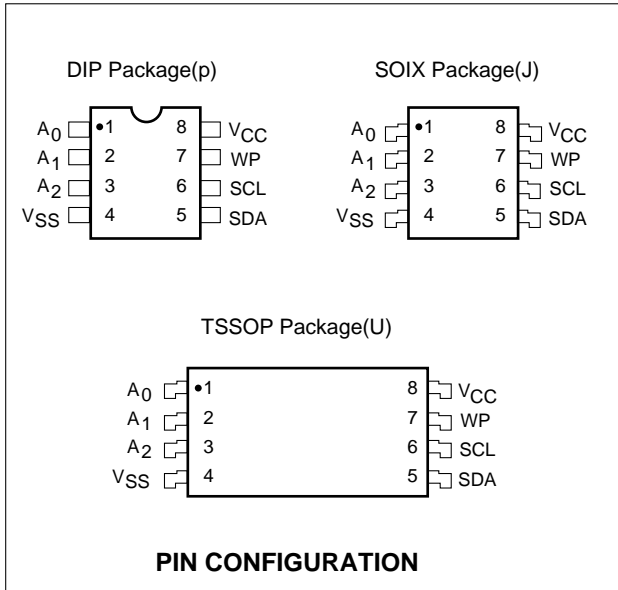 DIP Package(p)
A0 1 8 VCC
A1 2 7 WP
A2 3 6 SCL
VSS 4 5 SDA
SOIX Package(J)
A0 1 8 VCC
A1 2 7 WP
A2 3 6 SCL
VSS 4 5 SDA
TSSOP Package(U)
A0 1 8 VCC
A1 2 7 WP
A2 3 6 SCL
VSS 4 5 SDA
PIN CONFIGURATION